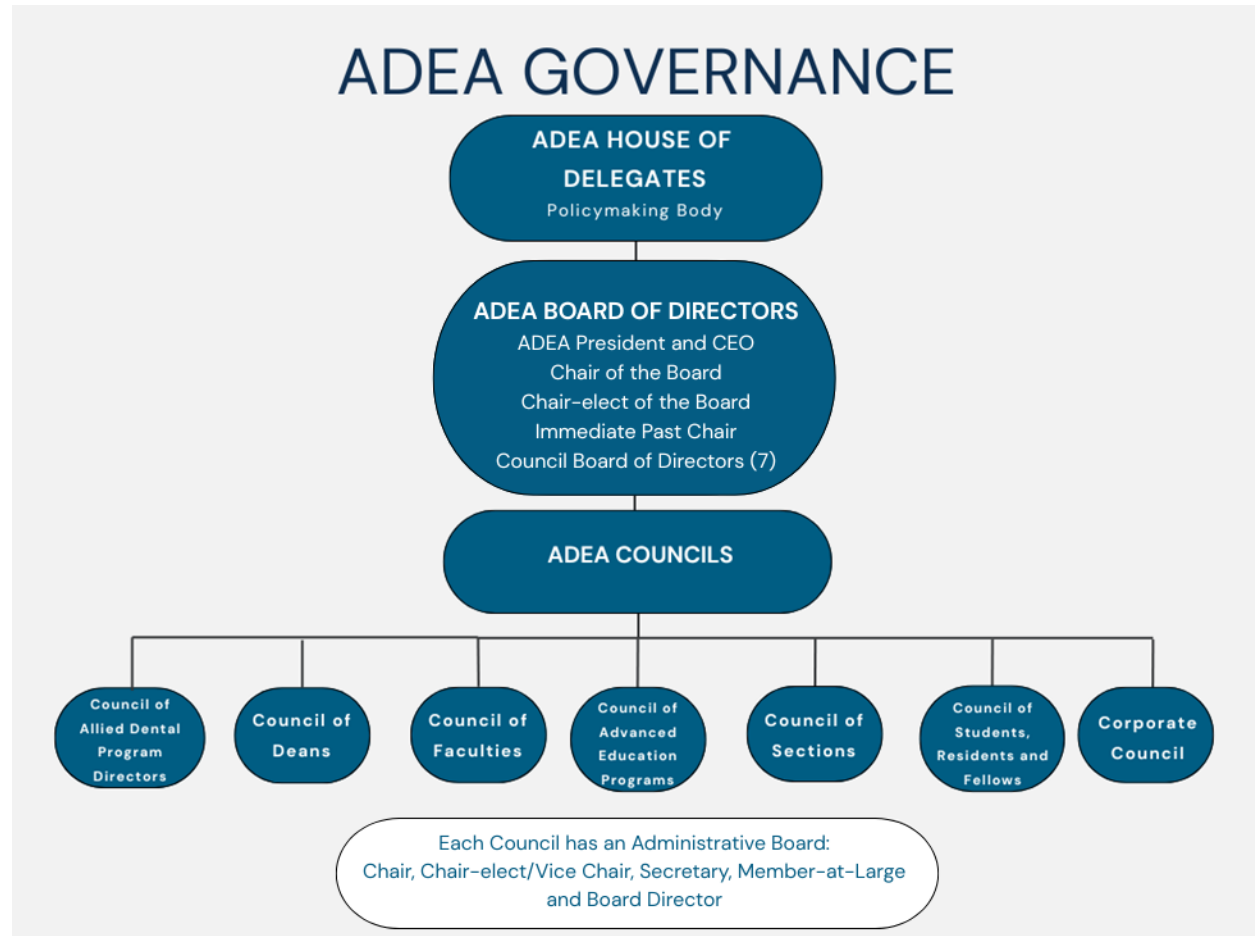 ADEA GOVERNANCE
ADEA HOUSE OF
DELEGATES
Policymaking Body
ADEA BOARD OF DIRECTORS
ADEA President and CEO
Chair of the Board
Chair-elect of the Board
Immediate Past Chair
Council Board of Directors (7)
ADEA COUNCILS
Council of
Allied Dental
Program
Directors
Council of
Deans
Council of
Faculties
Council of
Advanced
Education
Programs
Council of
Sections
Council of
Students,
Residents and
Fellows
Corporate
Council
Each Council has an Administrative Board:
Chair, Chair-elect/Vice Chair, Secretary, Member-at-Large
and Board Director